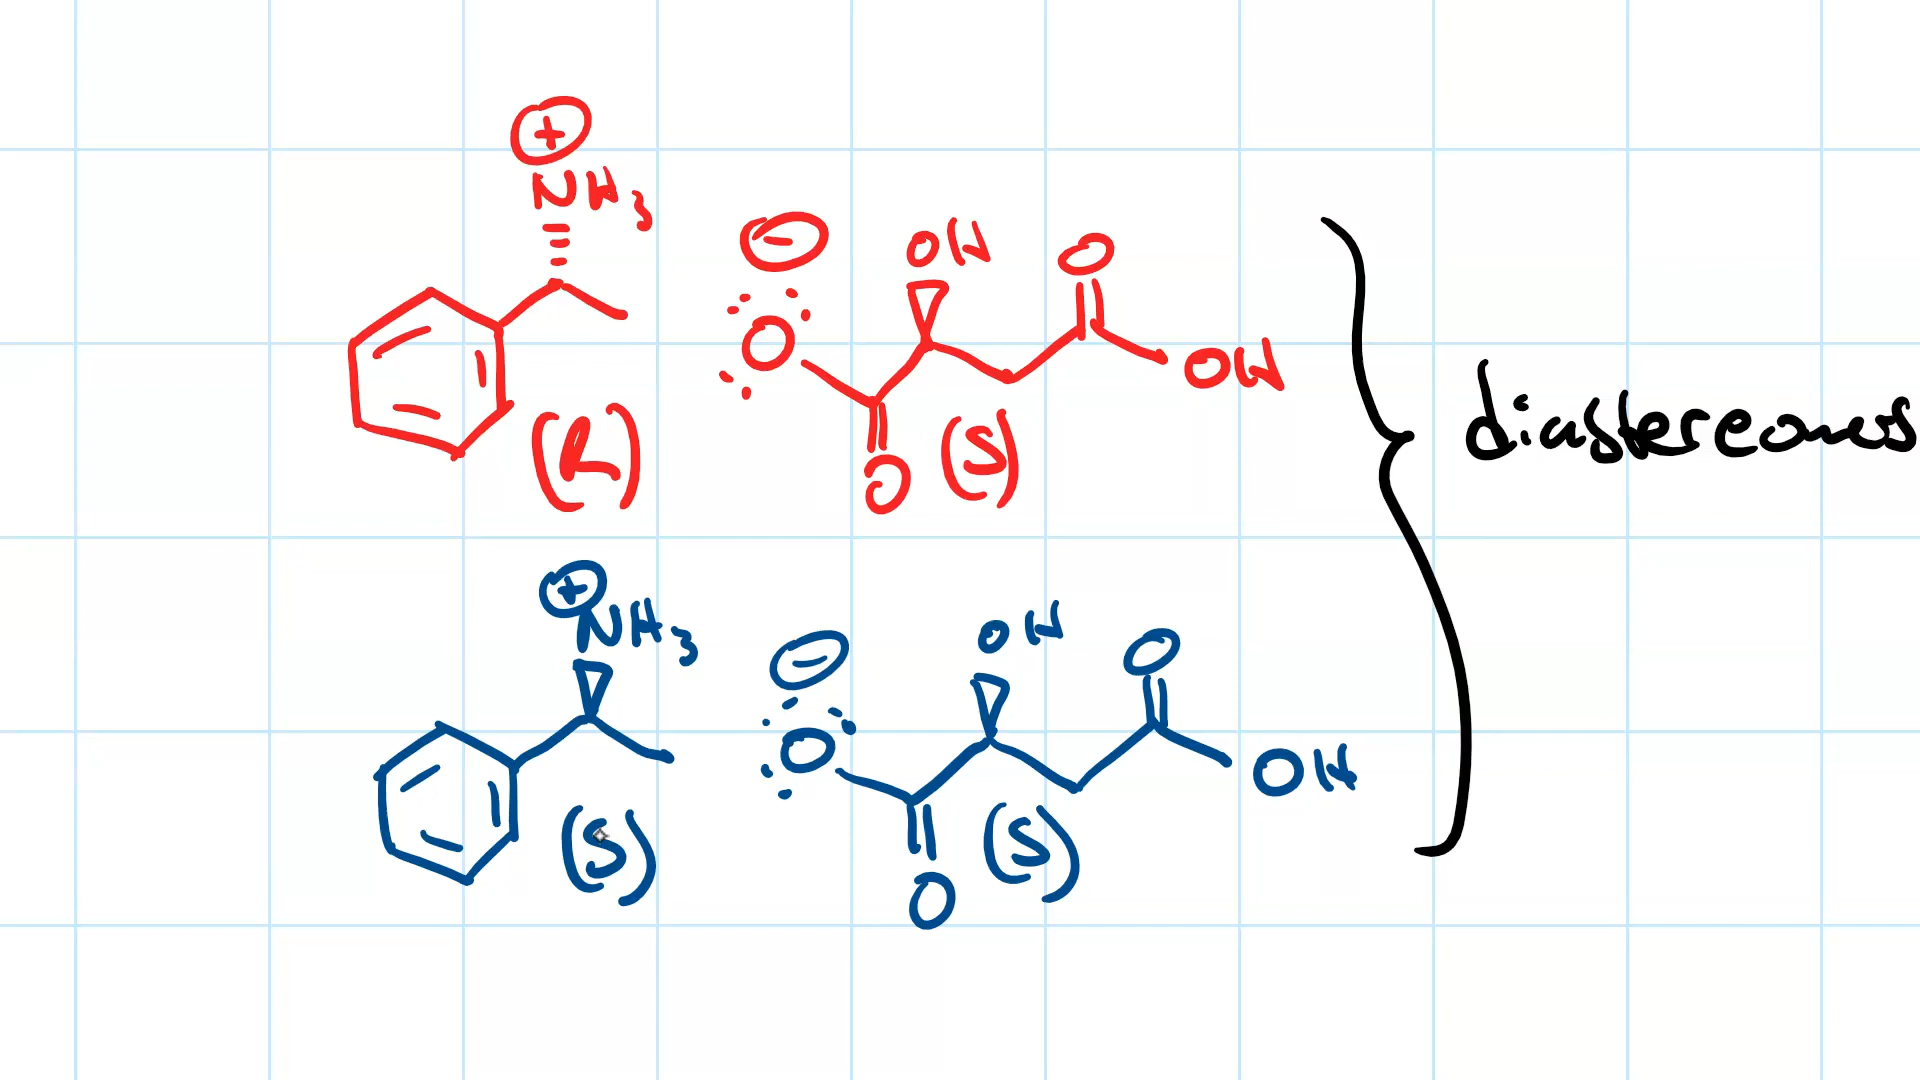 +
NH3
− OH O
O OH
(R) O (S)
diastereomers
+
NH3
− OH O
O OH
(S) O (S)